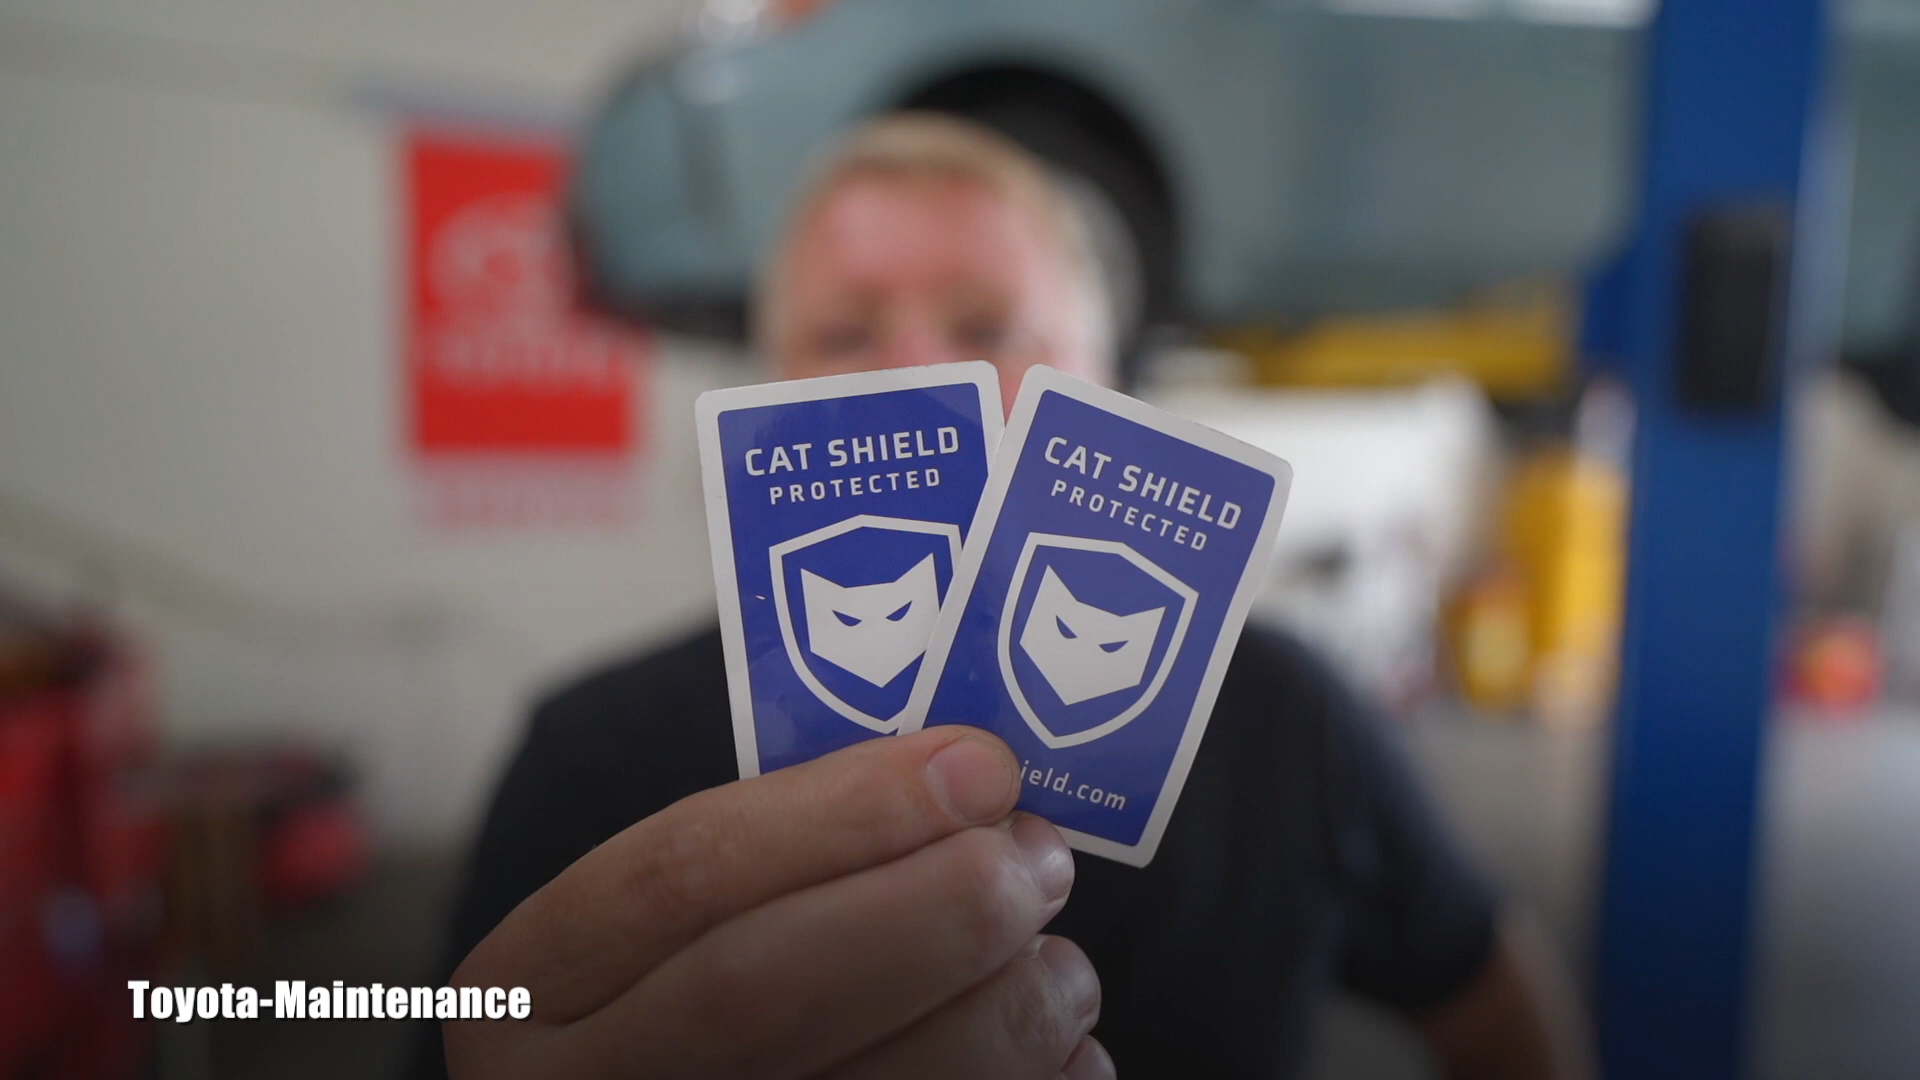 CAT SHIELD
PROTECTED
CAT SHIELD
PROTECTED
ield.com
Toyota-Maintenance